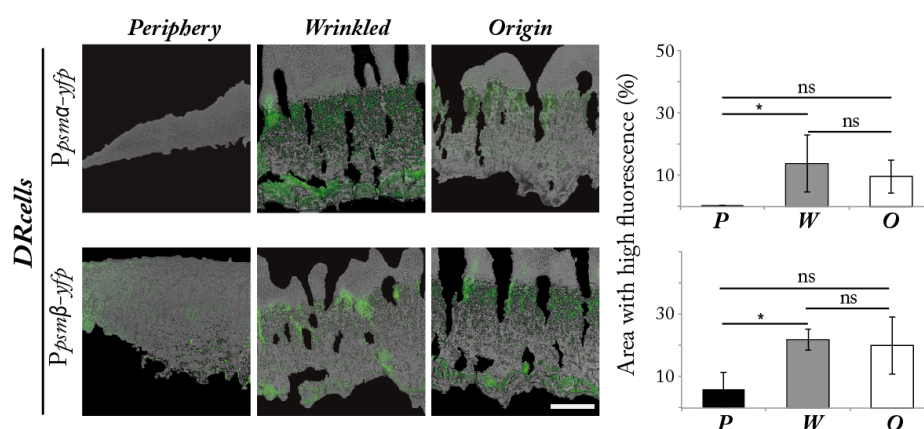 Periphery Wrinkled Origin
DRcells
Ppsmα-yfp
Ppsmβ-yfp
Area with high fluorescence (%)
50
30
10
ns
*
ns
P W O
30
10
ns
ns
*
P W O